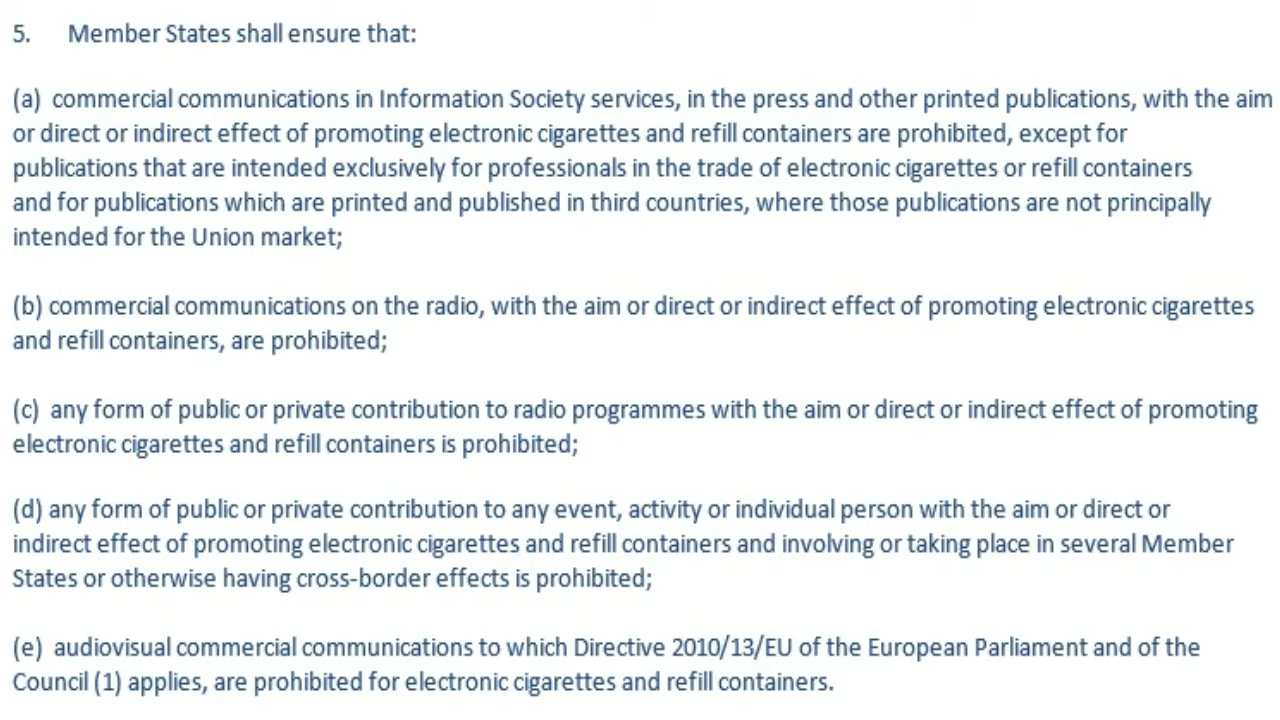 5. Member States shall ensure that:
(a) commercial communications in Information Society services, in the press and other printed publications, with the aim
or direct or indirect effect of promoting electronic cigarettes and refill containers are prohibited, except for
publications that are intended exclusively for professionals in the trade of electronic cigarettes or refill containers
and for publications which are printed and published in third countries, where those publications are not principally
intended for the Union market;
(b) commercial communications on the radio, with the aim or direct or indirect effect of promoting electronic cigarettes
and refill containers, are prohibited;
(c) any form of public or private contribution to radio programmes with the aim or direct or indirect effect of promoting
electronic cigarettes and refill containers is prohibited;
(d) any form of public or private contribution to any event, activity or individual person with the aim or direct or
indirect effect of promoting electronic cigarettes and refill containers and involving or taking place in several Member
States or otherwise having cross-border effects is prohibited;
(e) audiovisual commercial communications to which Directive 2010/13/EU of the European Parliament and of the
Council (1) applies, are prohibited for electronic cigarettes and refill containers.